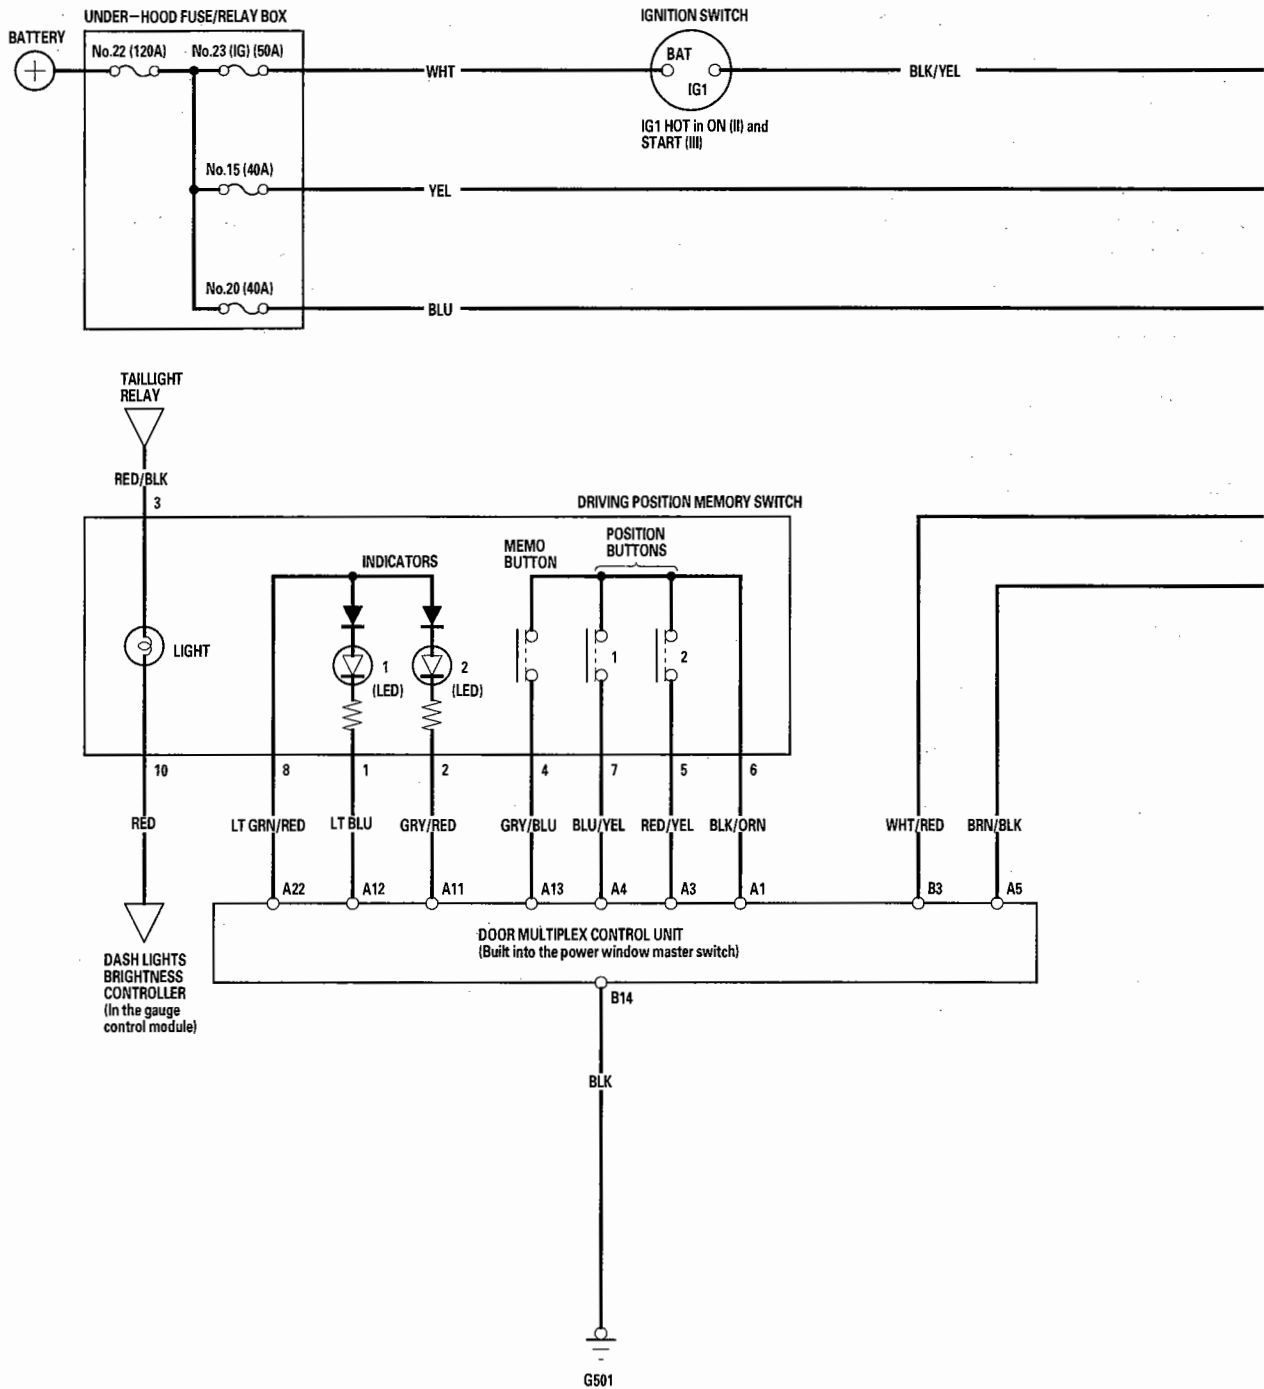 UNDER-HOOD FUSE/RELAY BOX
IGNITION SWITCH
BATTERY
No.22 (120A)
No.23 (IG) (50A)
WHT
BAT
IG1
BLK/YEL
IG1 HOT in ON (II) and
START (III)
No.15 (40A)
YEL
No.20 (40A)
BLU
TAILLIGHT
RELAY
RED/BLK
3
DRIVING POSITION MEMORY SWITCH
INDICATORS
MEMO
BUTTON
POSITION
BUTTONS
LIGHT
1
(LED)
2
(LED)
1
2
10
8
1
2
4
7
5
6
RED
LT GRN/RED
LT BLU
GRY/RED
GRY/BLU
BLU/YEL
RED/YEL
BLK/ORN
WHT/RED
BRN/BLK
A22
A12
A11
A13
A4
A3
A1
B3
A5
DOOR MULTIPLEX CONTROL UNIT
(Built into the power window master switch)
DASH LIGHTS
BRIGHTNESS
CONTROLLER
(In the gauge
control module)
B14
BLK
G501